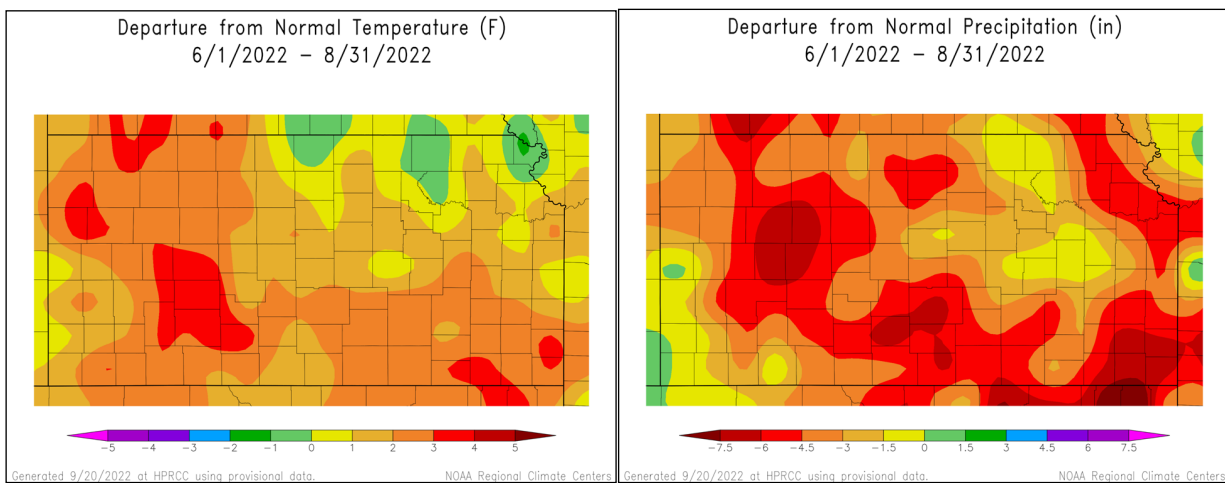 Departure from Normal Temperature (F)
6/1/2022 – 8/31/2022
-5 -4 -3 -2 -1 0 1 2 3 4 5
Generated 9/20/2022 at HPRCC using provisional data. NOAA Regional Climate Centers
Departure from Normal Precipitation (in)
6/1/2022 – 8/31/2022
-7.5 -6 -4.5 -3 -1.5 0 1.5 3 4.5 6 7.5
Generated 9/20/2022 at HPRCC using provisional data. NOAA Regional Climate Centers